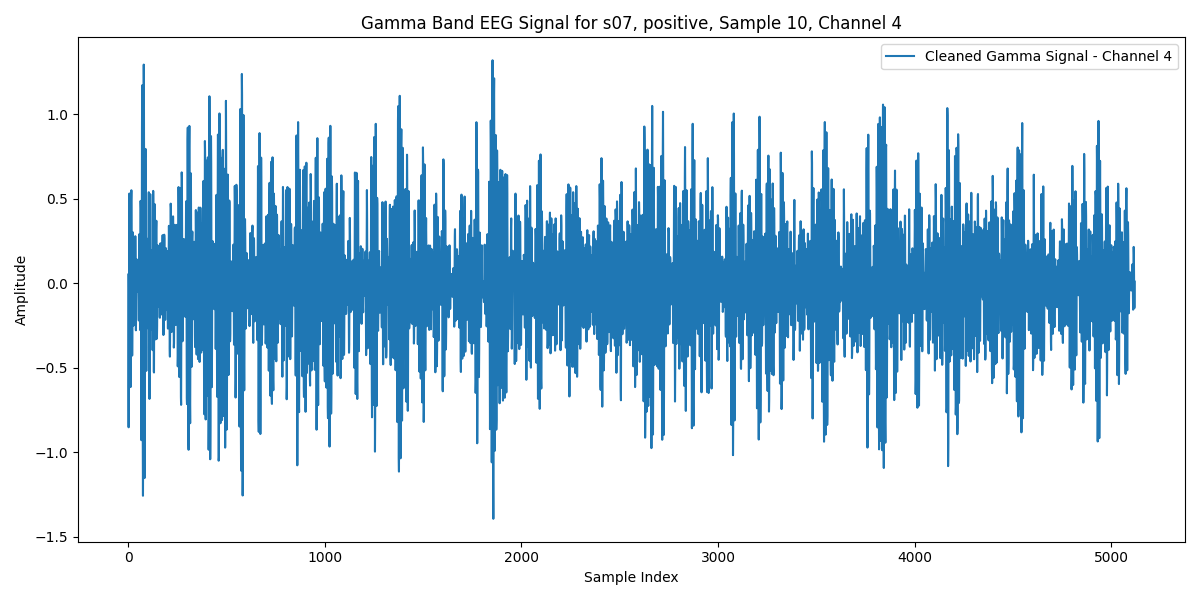 Gamma Band EEG Signal for s07, positive, Sample 10, Channel 4
Cleaned Gamma Signal - Channel 4
Amplitude
1.0
0.5
0.0
−0.5
−1.0
−1.5
0 1000 2000 3000 4000 5000
Sample Index